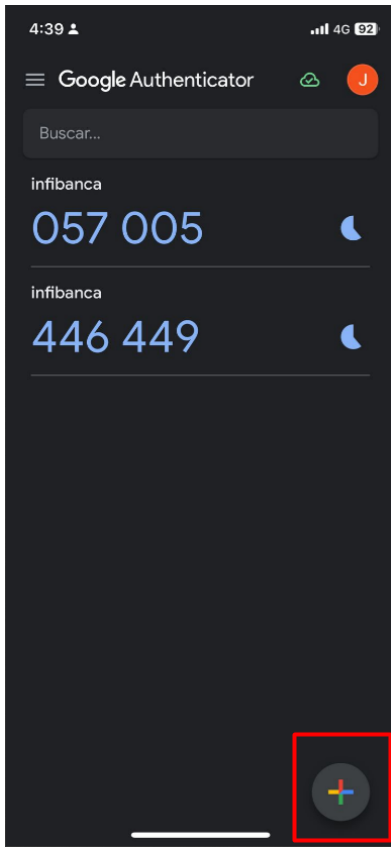 4:39 4G 92
Google Authenticator J
Buscar...
infibanca
057 005
infibanca
446 449